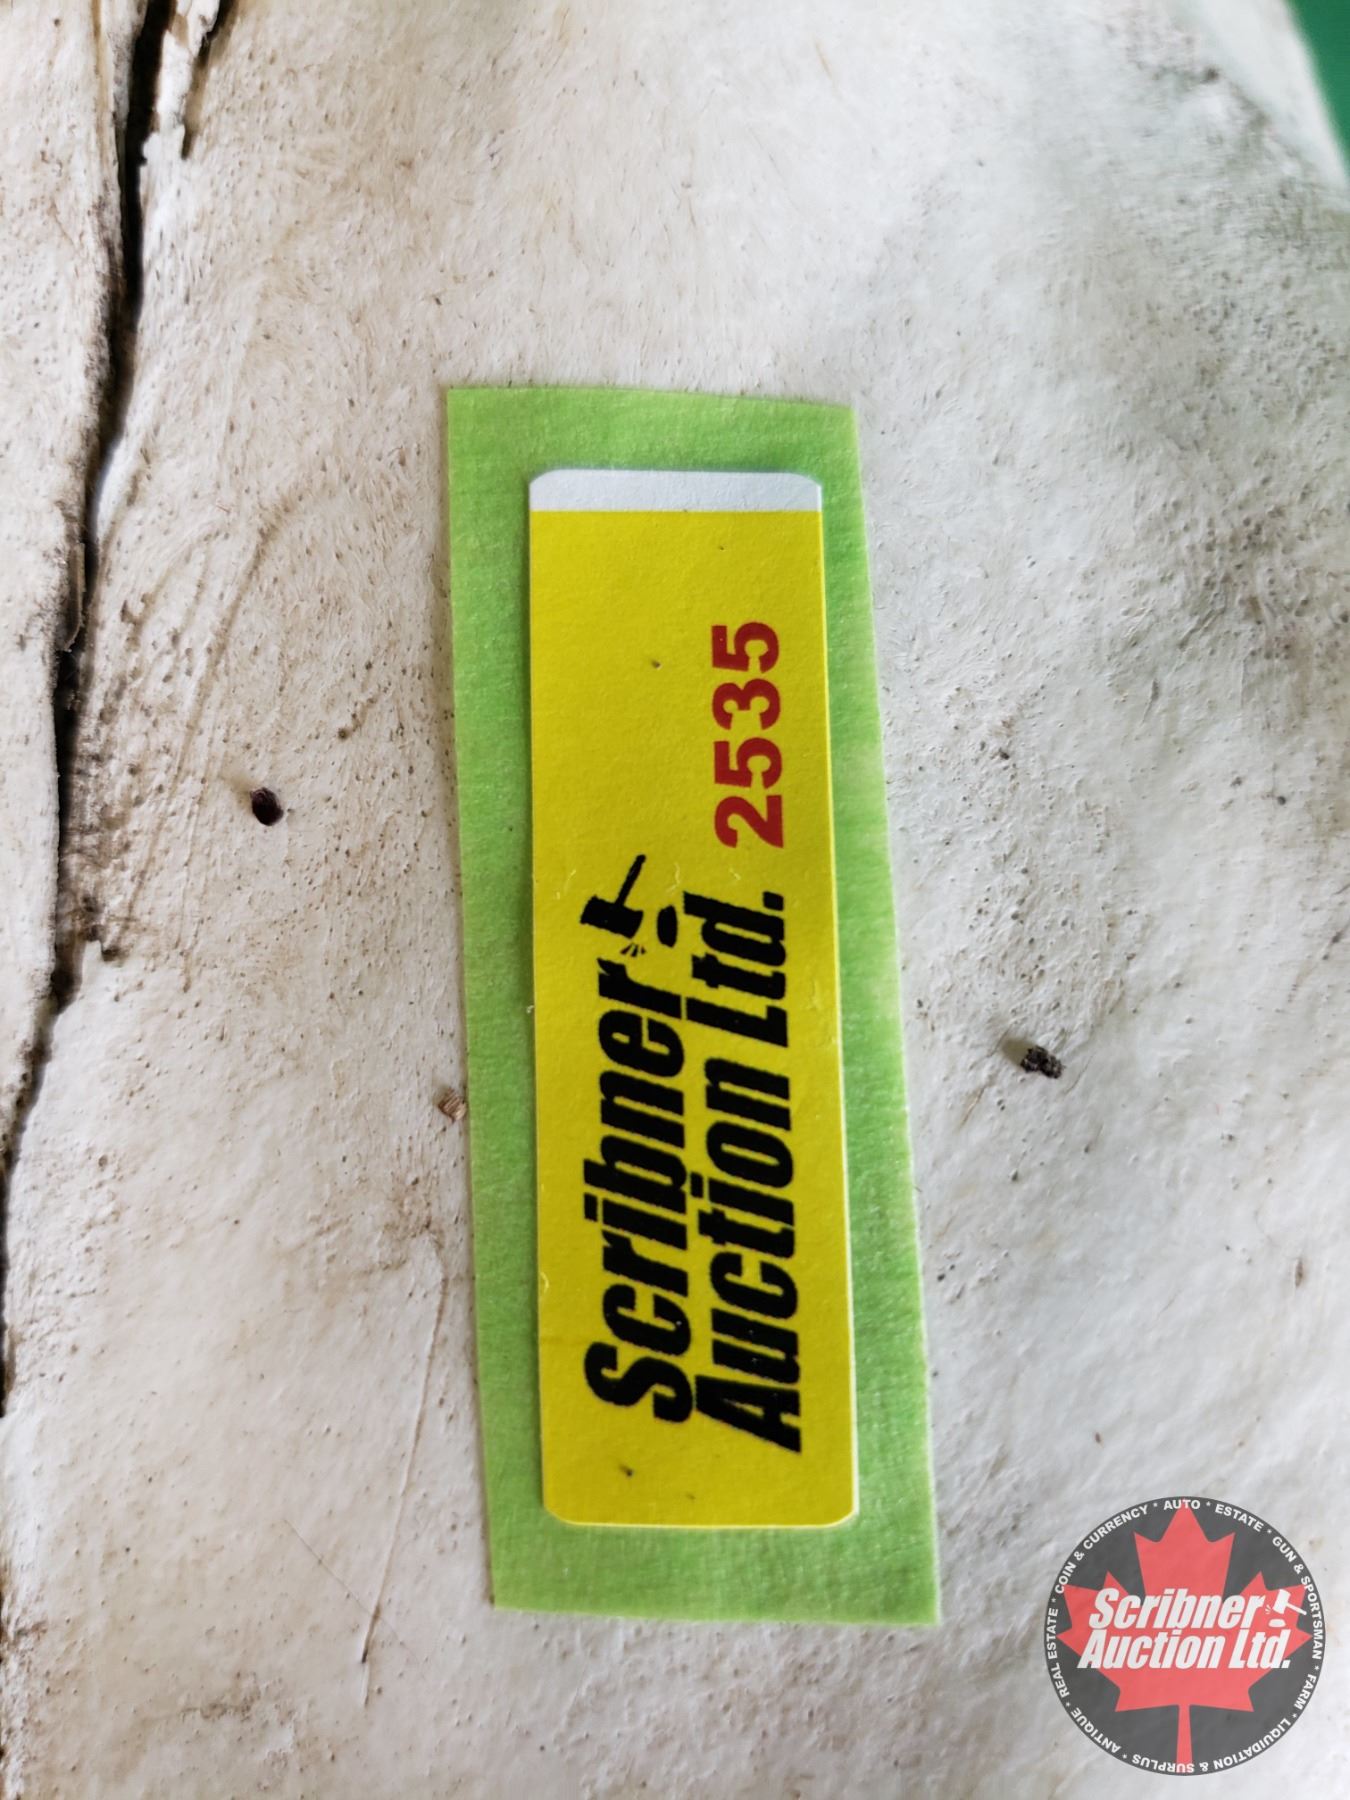 Scribner
Auction Ltd. 2535
COIN & CURRENCY * AUTO * ESTATE * GUN & SPORTSMAN * FARM * LIQUIDATION & SURPLUS * ANTIQUE * REAL ESTATE *
Scribner
Auction Ltd.